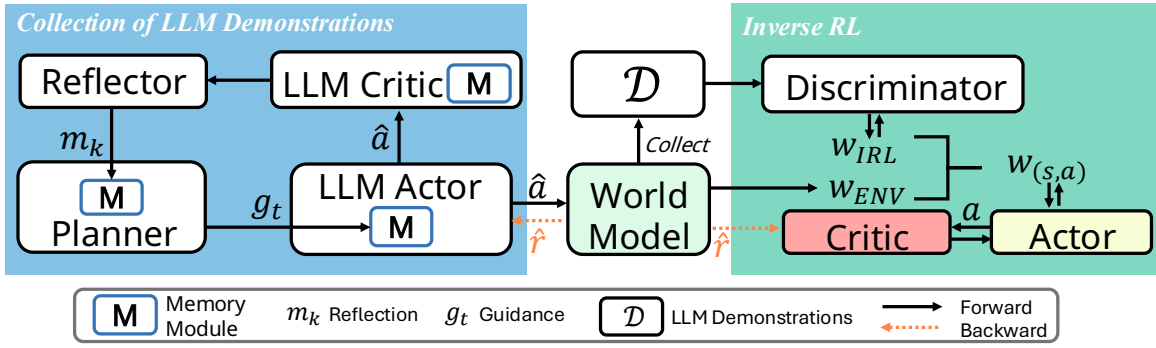 Collection of LLM Demonstrations
Inverse RL
Reflector
LLM Critic M
𝒟
Discriminator
m_k
â
Collect
w_IRL
w_(s,a)
M
Planner
g_t
LLM Actor
M
â
r̂
World
Model
r̂
w_ENV
a
Critic
Actor
M Memory
Module
m_k Reflection
g_t Guidance
𝒟 LLM Demonstrations
Forward
Backward